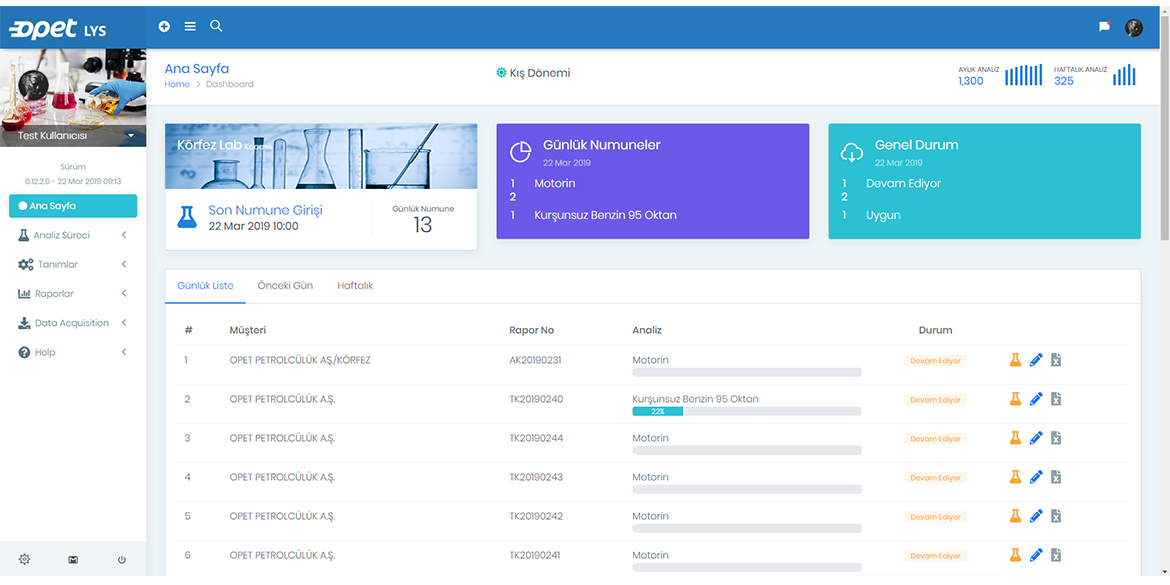 opet LYS
Ana Sayfa
Home > Dashboard
Kış Dönemi
AYLIK ANALİZ
1,300
HAFTALIK ANALİZ
325
Test Kullanıcısı
Sürüm
0.12.2.0 - 22 Mar 2019 09:13
Ana Sayfa
Analiz Süreci
Tanımlar
Raporlar
Data Acquisition
Help
Körfez Lab
Son Numune Girişi
22 Mar 2019 10:00
Günlük Numune
13
Günlük Numuneler
22 Mar 2019
1 Motorin
2
1 Kurşunsuz Benzin 95 Oktan
Genel Durum
22 Mar 2019
1 Devam Ediyor
2
1 Uygun
Günlük Liste Önceki Gün Haftalık
# Müşteri Rapor No Analiz Durum
1 OPET PETROLCÜLÜK AŞ./KÖRFEZ AK20190231 Motorin Devam Ediyor
2 OPET PETROLCÜLÜK A.Ş. TK20190240 Kurşunsuz Benzin 95 Oktan Devam Ediyor
22%
3 OPET PETROLCÜLÜK A.Ş. TK20190244 Motorin Devam Ediyor
4 OPET PETROLCÜLÜK A.Ş. TK20190243 Motorin Devam Ediyor
5 OPET PETROLCÜLÜK A.Ş. TK20190242 Motorin Devam Ediyor
6 OPET PETROLCÜLÜK A.Ş. TK20190241 Motorin Devam Ediyor